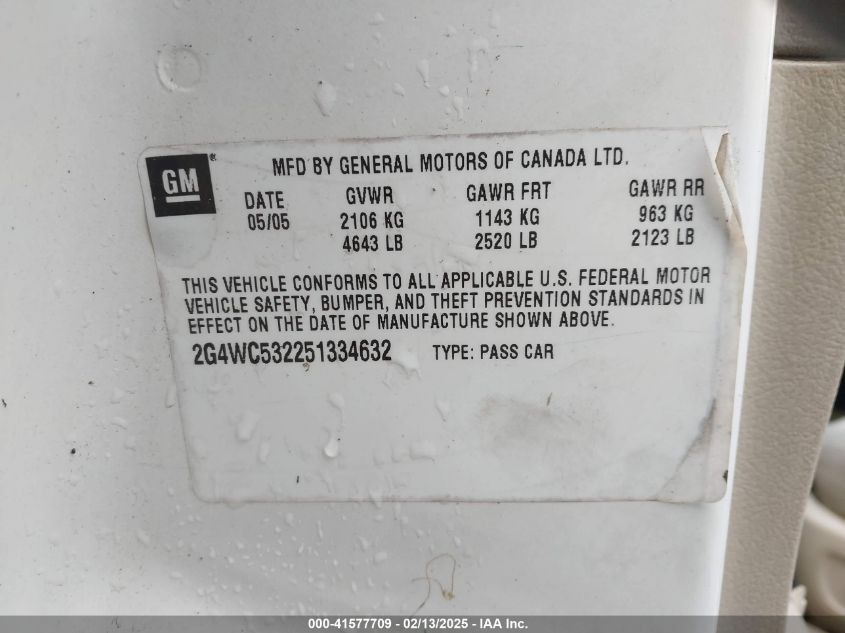 GM®
MFD BY GENERAL MOTORS OF CANADA LTD.
DATE GVWR GAWR FRT GAWR RR
05/05 2106 KG 1143 KG 963 KG
4643 LB 2520 LB 2123 LB
THIS VEHICLE CONFORMS TO ALL APPLICABLE U.S. FEDERAL MOTOR
VEHICLE SAFETY, BUMPER, AND THEFT PREVENTION STANDARDS IN
EFFECT ON THE DATE OF MANUFACTURE SHOWN ABOVE.
2G4WC532251334632 TYPE: PASS CAR
000-41577709 - 02/13/2025 - IAA Inc.